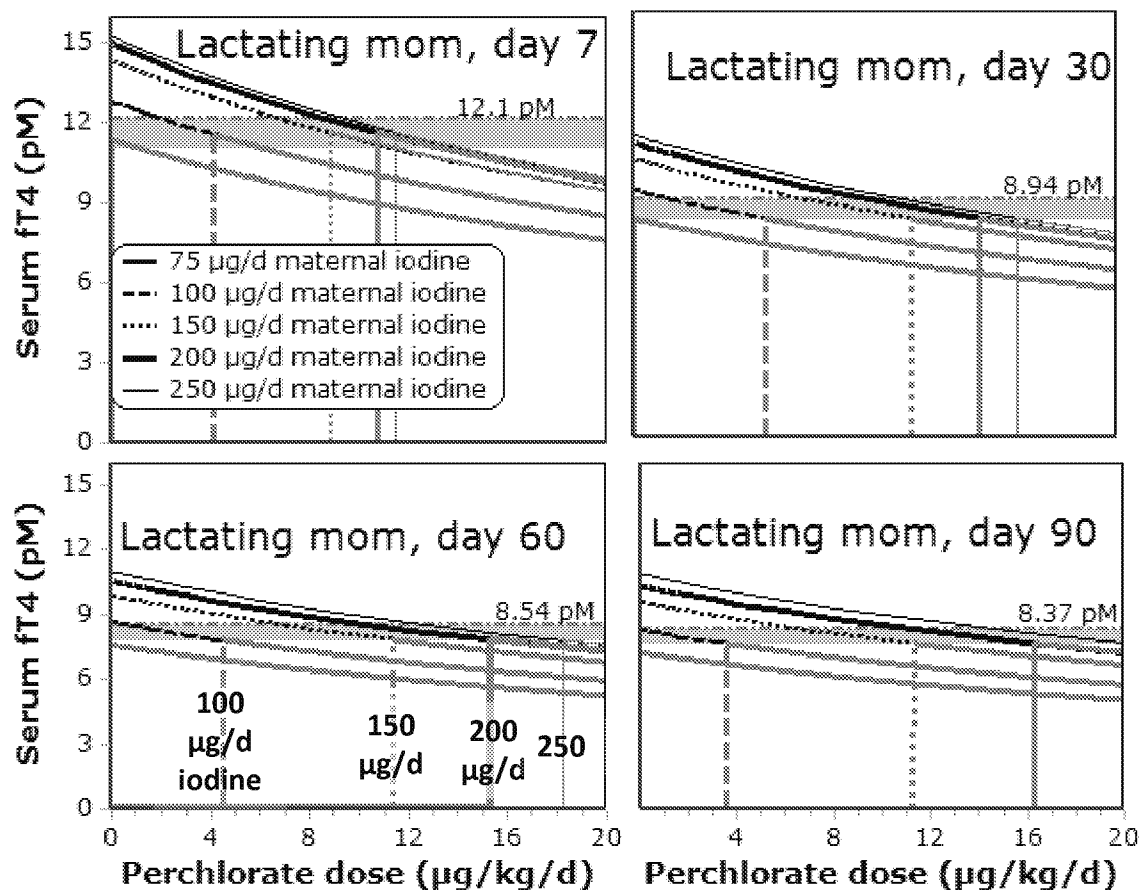 Lactating mom, day 7
12.1 pM
15
12
9
6
3
0
Serum fT4 (pM)
75 µg/d maternal iodine
100 µg/d maternal iodine
150 µg/d maternal iodine
200 µg/d maternal iodine
250 µg/d maternal iodine
Lactating mom, day 30
8.94 pM
Lactating mom, day 60
8.54 pM
15
12
9
6
3
0
Serum fT4 (pM)
100
µg/d
iodine
150
µg/d
200
µg/d
250
0 4 8 12 16 20
Perchlorate dose (µg/kg/d)
Lactating mom, day 90
8.37 pM
4 8 12 16 20
Perchlorate dose (µg/kg/d)